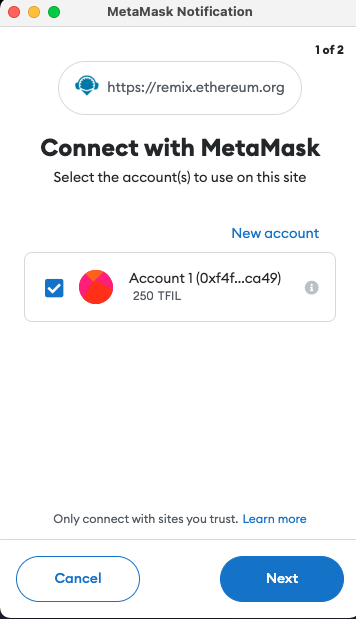 MetaMask Notification
1 of 2
https://remix.ethereum.org
Connect with MetaMask
Select the account(s) to use on this site
New account
Account 1 (0xf4f...ca49)
250 TFIL
Only connect with sites you trust. Learn more
Cancel
Next